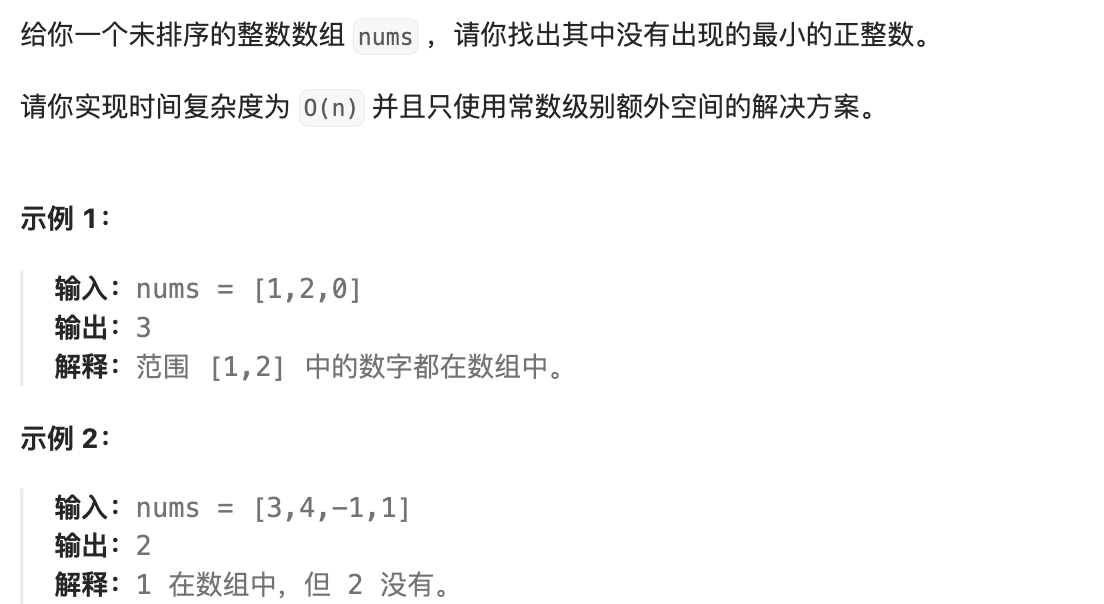 给你一个未排序的整数数组 nums ，请你找出其中没有出现的最小的正整数。
请你实现时间复杂度为 O(n) 并且只使用常数级别额外空间的解决方案。
示例 1：
输入：nums = [1,2,0]
输出：3
解释：范围 [1,2] 中的数字都在数组中。
示例 2：
输入：nums = [3,4,-1,1]
输出：2
解释：1 在数组中，但 2 没有。